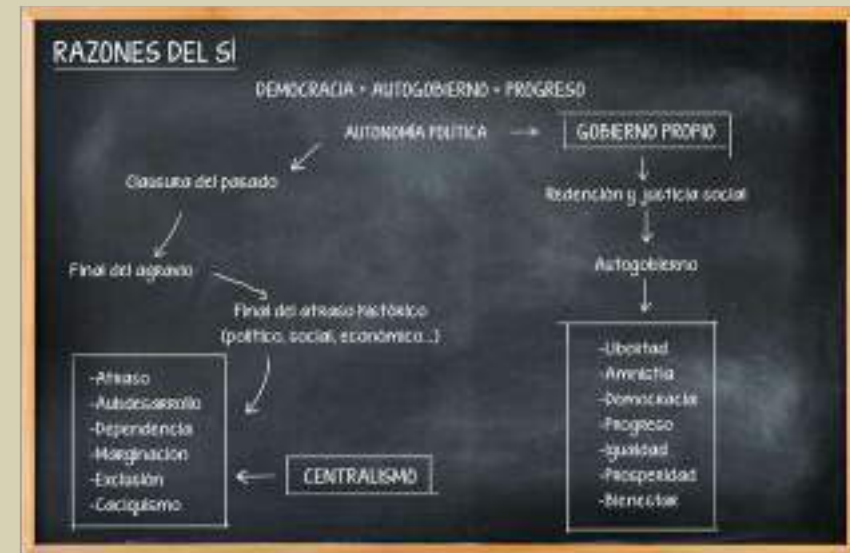 RAZONES DEL SÍ
DEMOCRACIA + AUTOGOBIERNO = PROGRESO
AUTONOMÍA POLÍTICA → GOBIERNO PROPIO
Clausura del pasado
Redención y justicia social
Final del agravio
Autogobierno
Final del atraso histórico
(político, social, económico...)
-Atraso
-Subdesarrollo
-Dependencia
-Marginación
-Exclusión
-Caciquismo
CENTRALISMO
-Libertad
-Amnistía
-Democracia
-Progreso
-Igualdad
-Prosperidad
-Bienestar